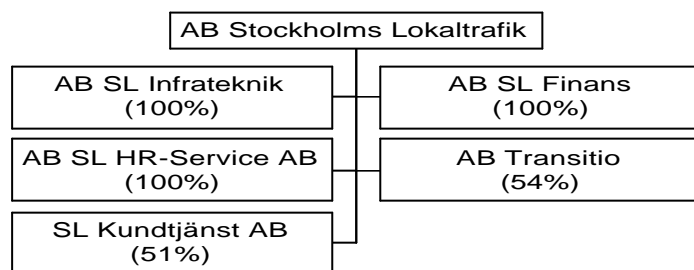 AB Stockholms Lokaltrafik
AB SL Infrateknik
(100%)
AB SL Finans
(100%)
AB SL HR-Service AB
(100%)
AB Transitio
(54%)
SL Kundtjänst AB
(51%)